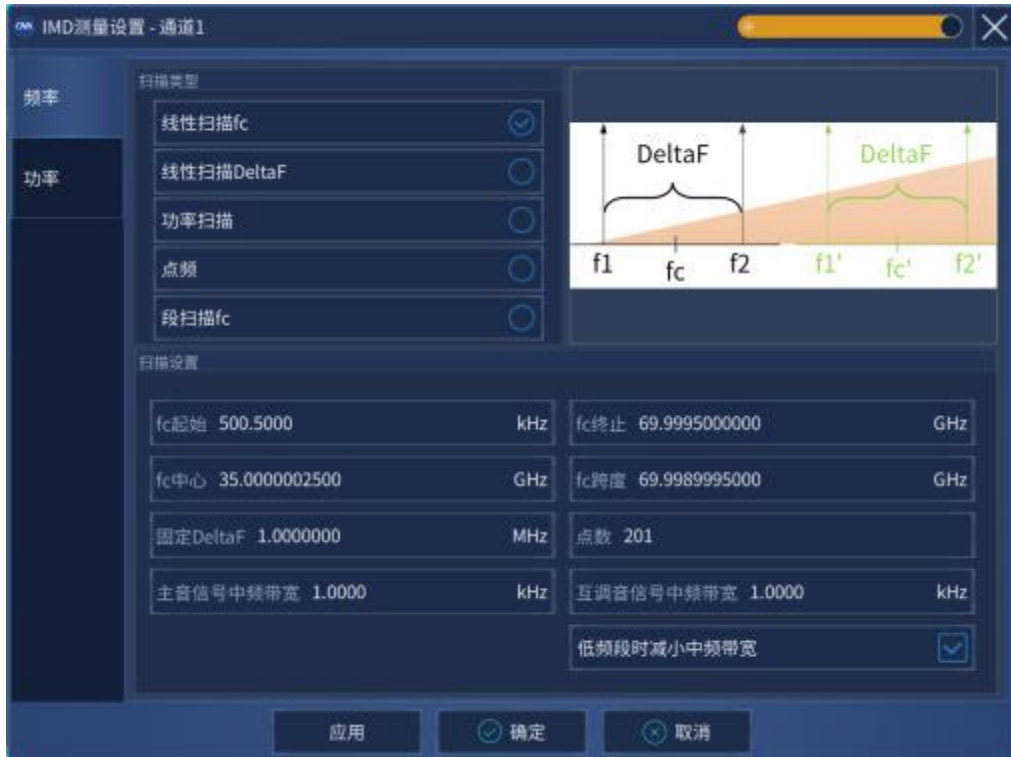 IMD测量设置 - 通道1
频率
功率
扫描类型
线性扫描fc
线性扫描DeltaF
功率扫描
点频
段扫描fc
DeltaF DeltaF
f1 fc f2 f1' fc' f2'
扫描设置
fc起始 500.5000 kHz fc终止 69.9995000000 GHz
fc中心 35.0000002500 GHz fc跨度 69.9989995000 GHz
固定DeltaF 1.0000000 MHz 点数 201
主音信号中频带宽 1.0000 kHz 互调音信号中频带宽 1.0000 kHz
低频段时减小中频带宽
应用 确定 取消